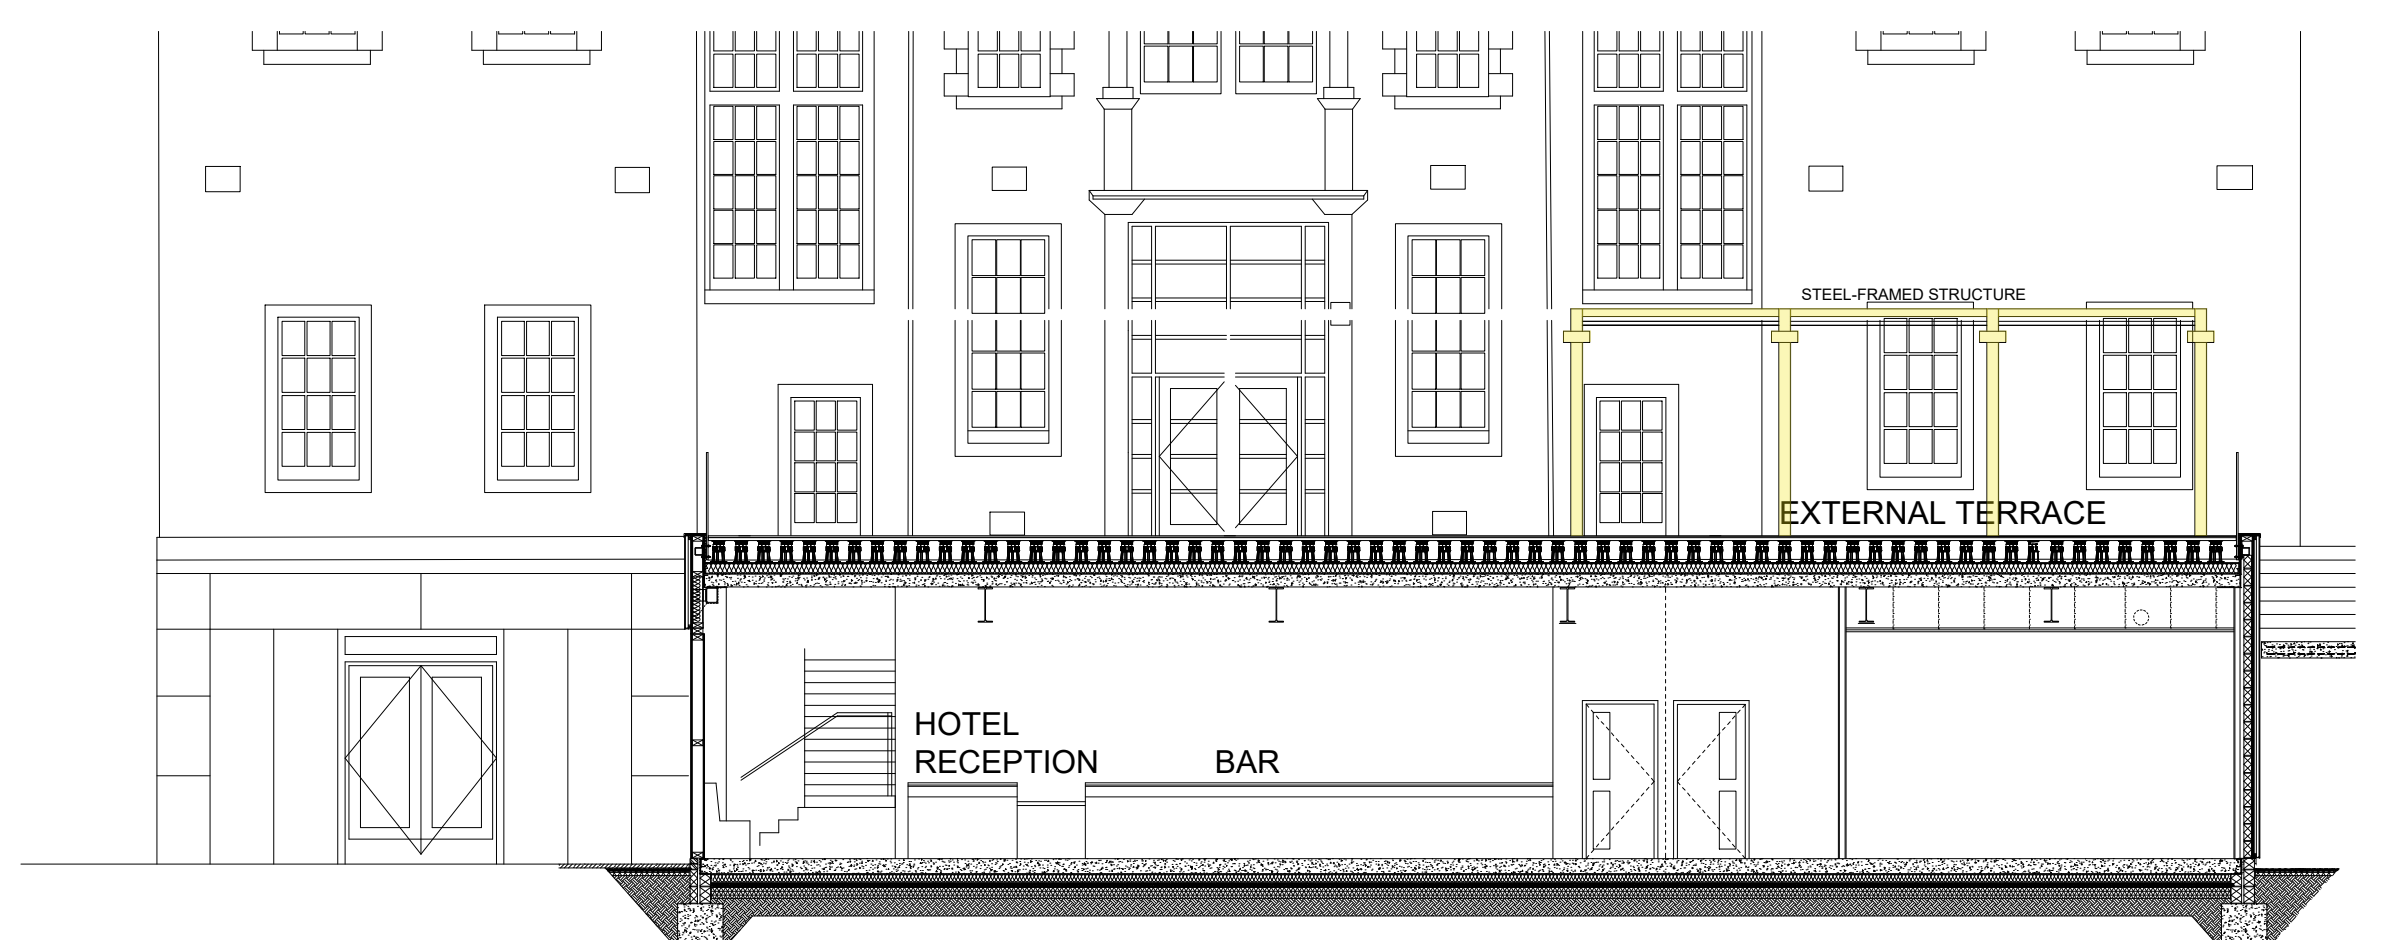 STEEL-FRAMED STRUCTURE
EXTERNAL TERRACE
HOTEL
RECEPTION
BAR